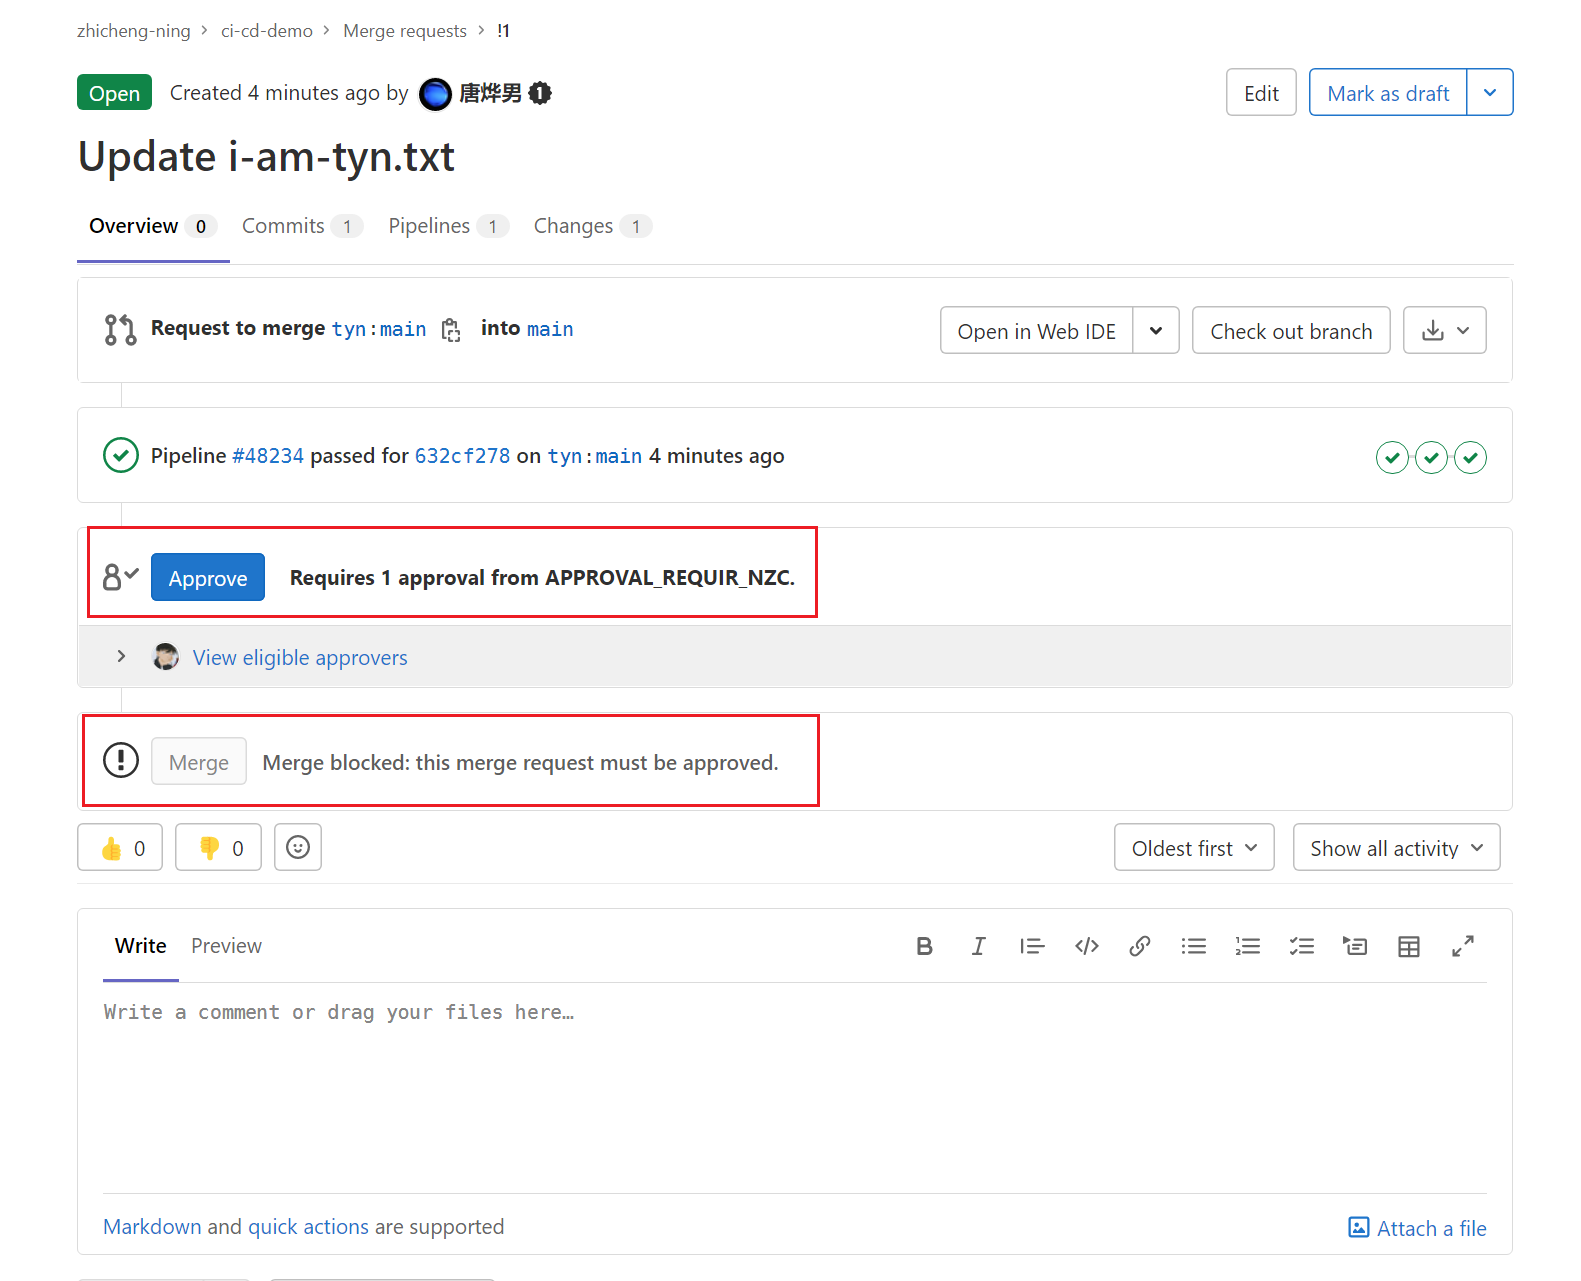 zhicheng-ning › ci-cd-demo › Merge requests › !1
Open Created 4 minutes ago by 唐烨男 1 Edit Mark as draft
Update i-am-tyn.txt
Overview 0 Commits 1 Pipelines 1 Changes 1
Request to merge tyn:main into main Open in Web IDE Check out branch
Pipeline #48234 passed for 632cf278 on tyn:main 4 minutes ago
Approve Requires 1 approval from APPROVAL_REQUIR_NZC.
View eligible approvers
Merge Merge blocked: this merge request must be approved.
👍 0 👎 0 Oldest first Show all activity
Write Preview
Write a comment or drag your files here…
Markdown and quick actions are supported Attach a file